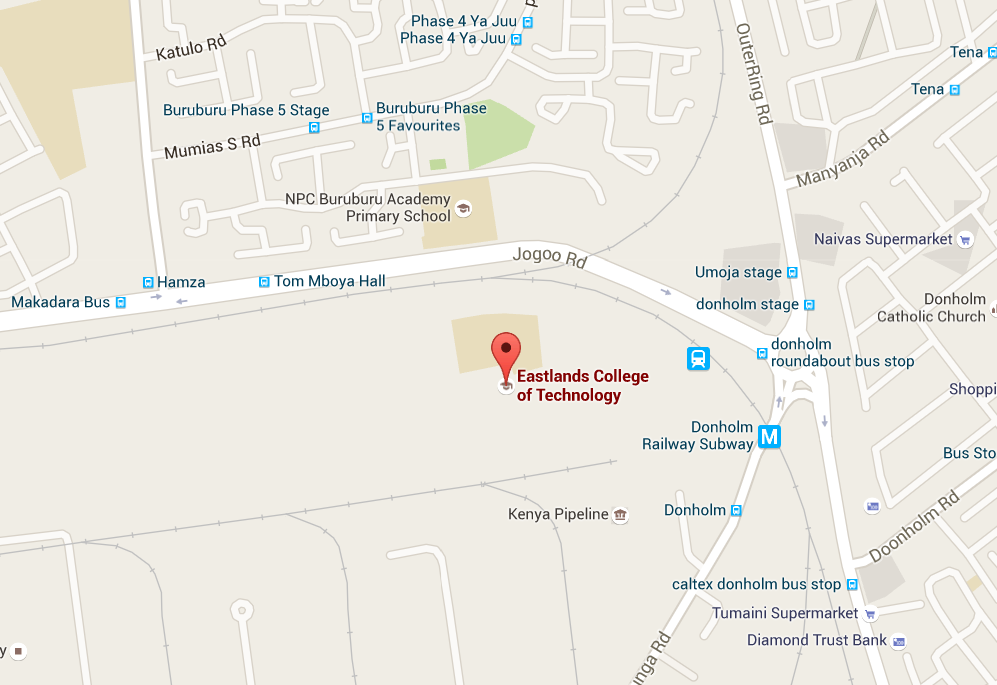 Phase 4 Ya Juu
Phase 4 Ya Juu
Katulo Rd
OuterRing Rd
Tena
Tena
Buruburu Phase 5 Stage
Buruburu Phase
5 Favourites
Mumias S Rd
Manyanja Rd
NPC Buruburu Academy
Primary School
Naivas Supermarket
Jogoo Rd
Umoja stage
Hamza
Tom Mboya Hall
Makadara Bus
donholm stage
Donholm
Catholic Church
donholm
roundabout bus stop
Eastlands College
of Technology
Shoppi
Donholm
Railway Subway
M
Bus Sto
Kenya Pipeline
Donholm
Doonholm Rd
caltex donholm bus stop
Tumaini Supermarket
Diamond Trust Bank
unga Rd
y